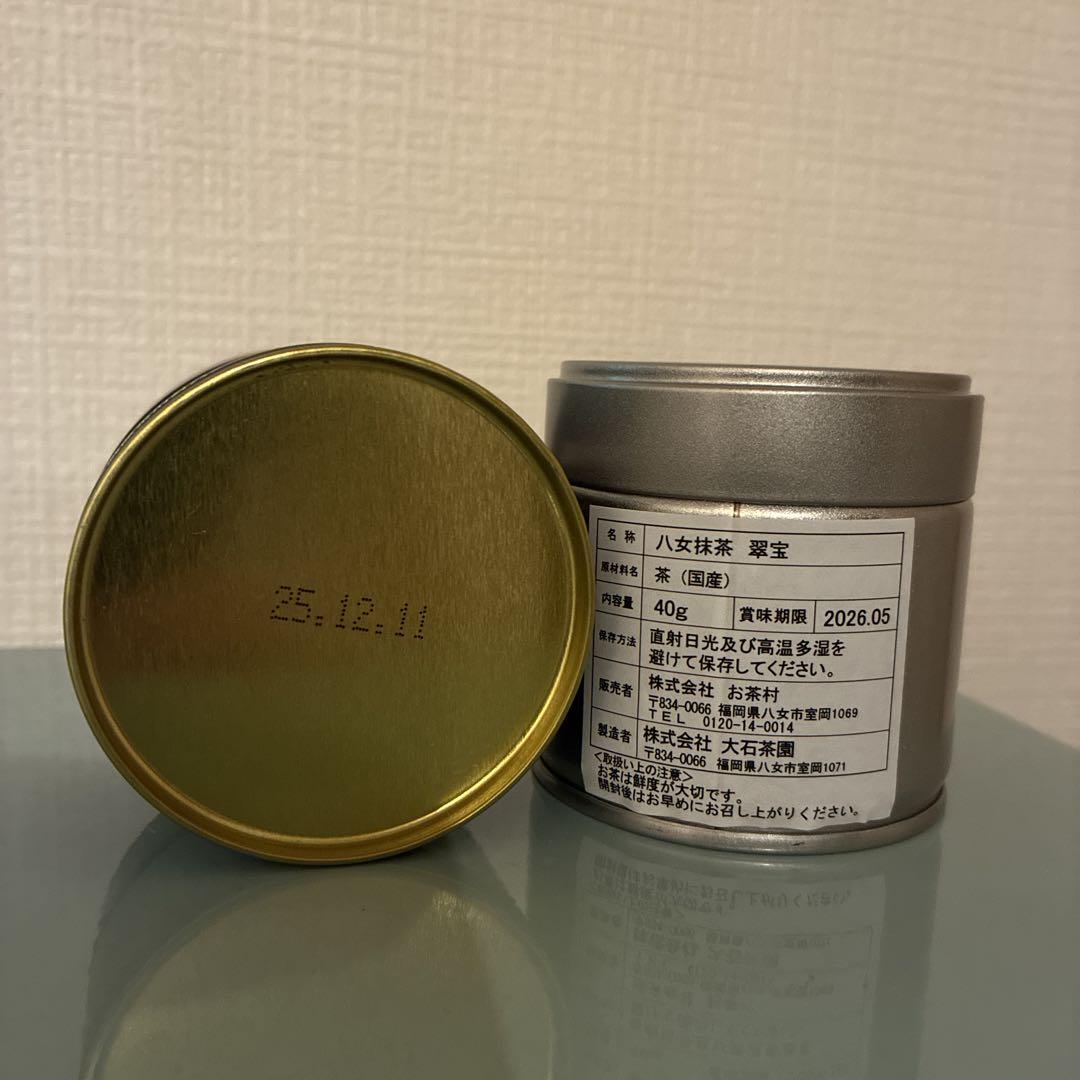 25.12.11
名称 八女抹茶 翠宝
原材料名 茶（国産）
内容量 40g 賞味期限 2026.05
保存方法 直射日光及び高温多湿を
避けて保存してください。
販売者 株式会社 お茶村
〒834-0066 福岡県八女市室岡1069
TEL 0120-14-0014
製造者 株式会社 大石茶園
〒834-0066 福岡県八女市室岡1071
<取扱い上の注意>
お茶は鮮度が大切です。
開封後はお早めにお召し上がりください。